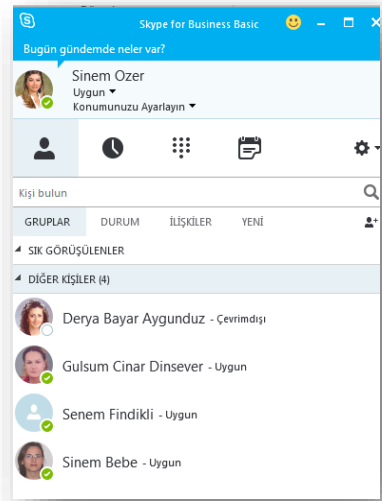 Skype for Business Basic
Bugün gündemde neler var?
Sinem Ozer
Uygun
Konumunuzu Ayarlayın
Kişi bulun
GRUPLAR DURUM İLİŞKİLER YENİ
SIK GÖRÜŞÜLENLER
DİĞER KİŞİLER (4)
Derya Bayar Aygunduz - Çevrimdışı
Gulsum Cinar Dinsever - Uygun
Senem Findikli - Uygun
Sinem Bebe - Uygun